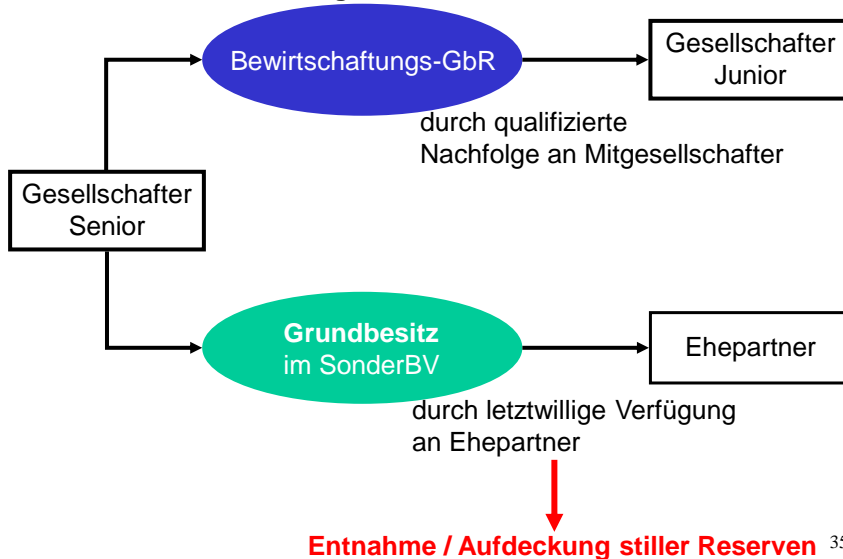 Bewirtschaftungs-GbR
Gesellschafter
Junior
durch qualifizierte
Nachfolge an Mitgesellschafter
Gesellschafter
Senior
Grundbesitz
im SonderBV
Ehepartner
durch letztwillige Verfügung
an Ehepartner
Entnahme / Aufdeckung stiller Reserven
35